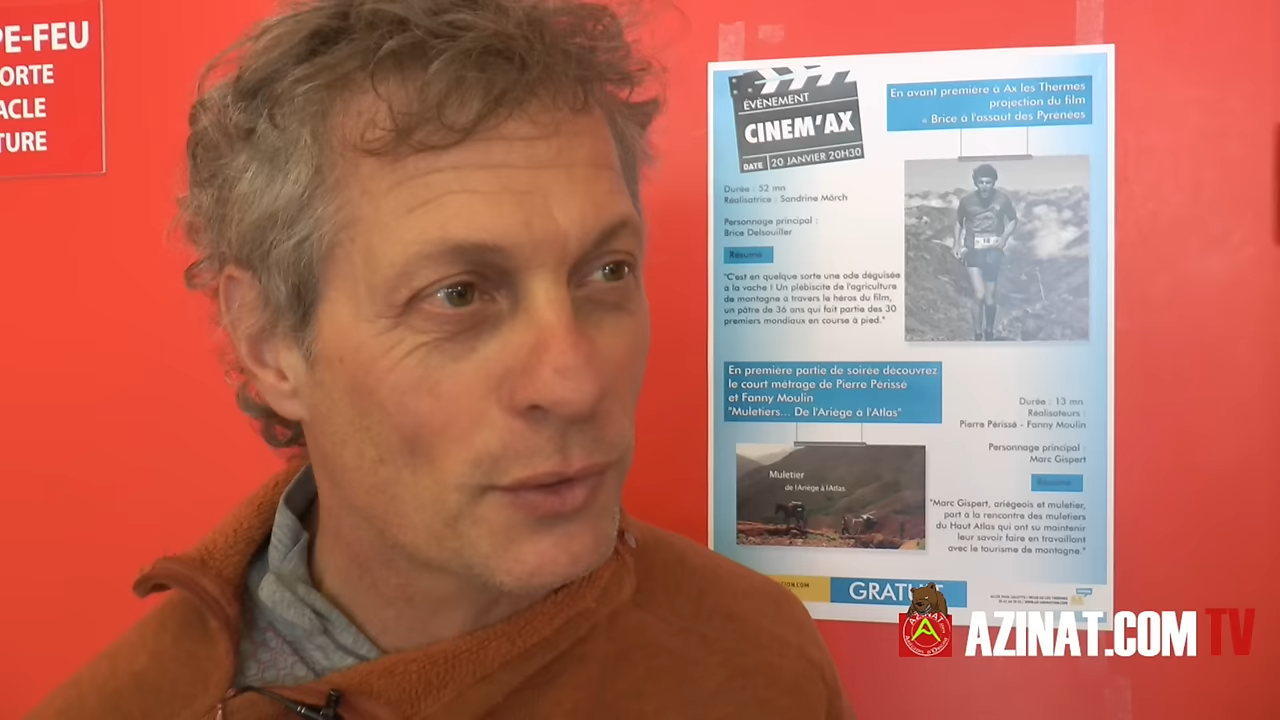 PE-FEU
ORTE
ACLE
TURE
ÉVÈNEMENT
CINEM'AX
DATE 20 JANVIER 20H30
En avant première à Ax les Thermes
projection du film
« Brice à l'assaut des Pyrénées
Durée : 52 mn
Réalisatrice : Sandrine Mörch
Personnage principal :
Brice Delsouiller
Résumé
"C'est en quelque sorte une ode déguisée
à la vache ! Un plébiscite de l'agriculture
de montagne à travers le héros du film,
un pâtre de 36 ans qui fait partie des 30
premiers mondiaux en course à pied."
18
En première partie de soirée découvrez
le court métrage de Pierre Périssé
et Fanny Moulin
"Muletiers... De l'Ariège à l'Atlas"
Durée : 13 mn
Réalisateurs :
Pierre Périssé - Fanny Moulin
Personnage principal :
Marc Gispert
Résumé
Muletier
de l'Ariège à l'Atlas
"Marc Gispert, ariégeois et muletier,
part à la rencontre des muletiers
du Haut Atlas qui ont su maintenir
leur savoir faire en travaillant
avec le tourisme de montagne."
GRATUIT
AZINAT
AZINAT.COM TV